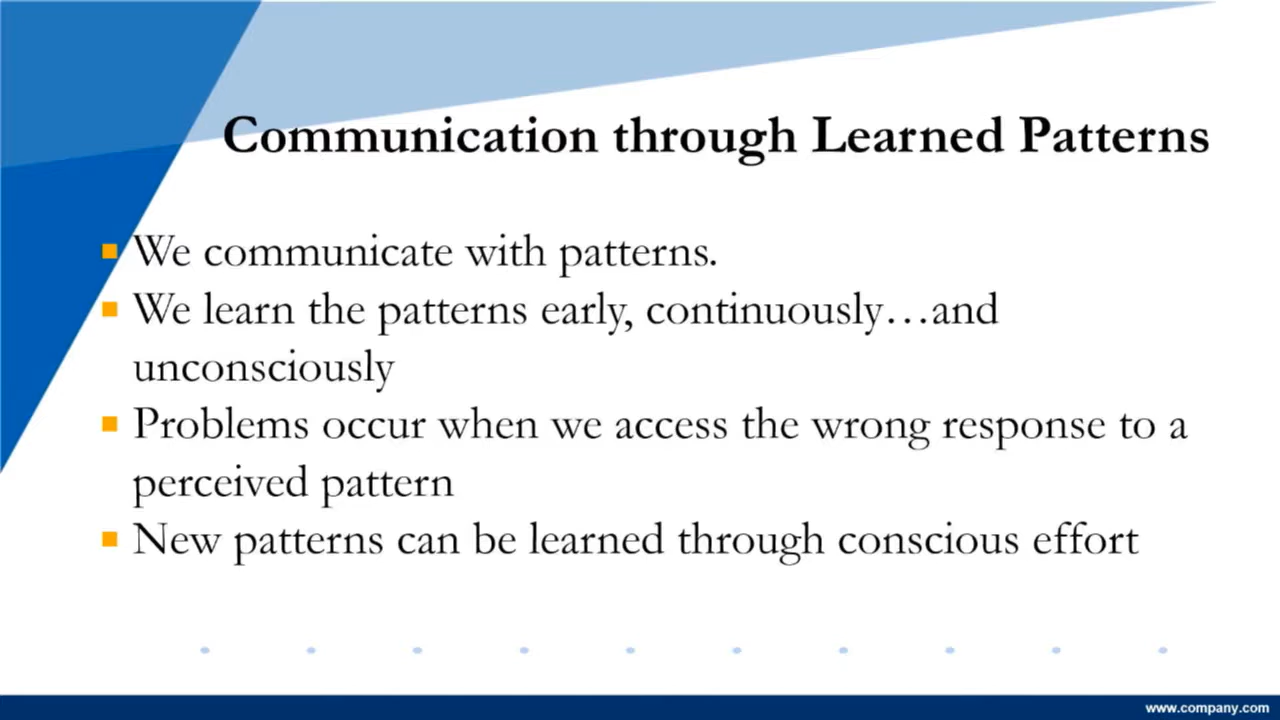 Communication through Learned Patterns
We communicate with patterns.
We learn the patterns early, continuously…and
unconsciously
Problems occur when we access the wrong response to a
perceived pattern
New patterns can be learned through conscious effort
www.company.com